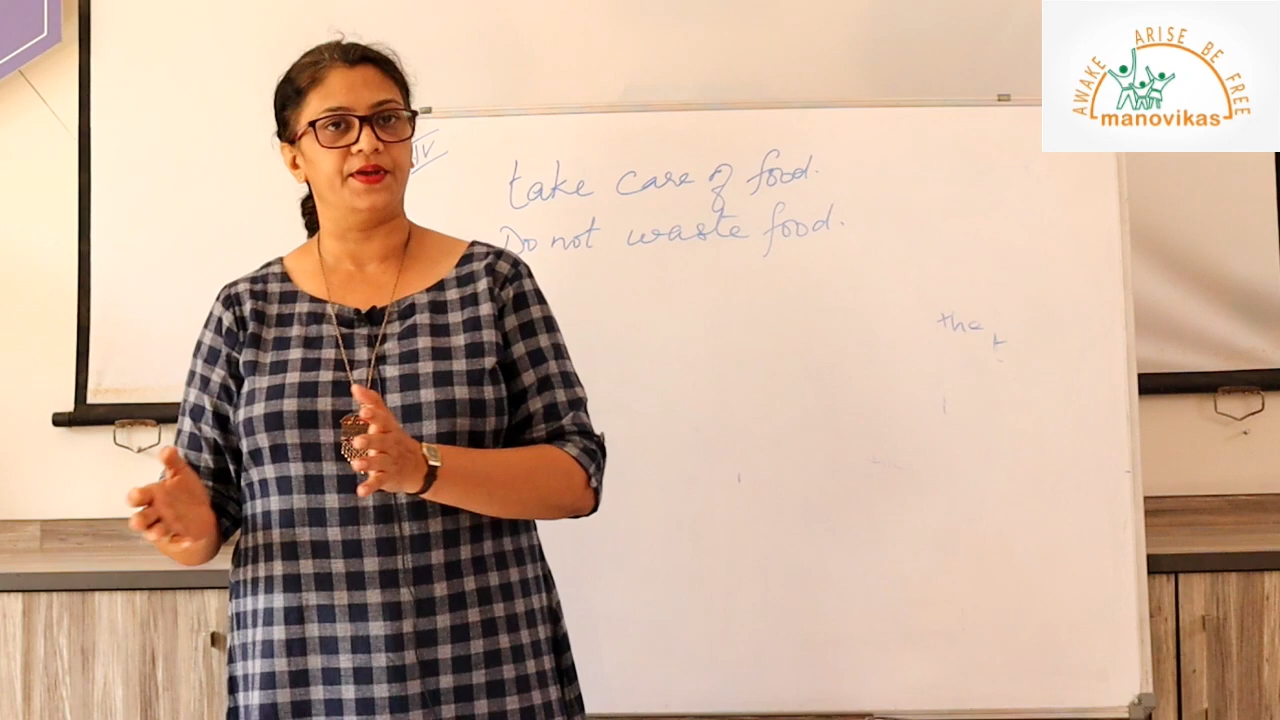 AWAKE ARISE BE FREE
manovikas
IV
take care of food.
Do not waste food.
the
t